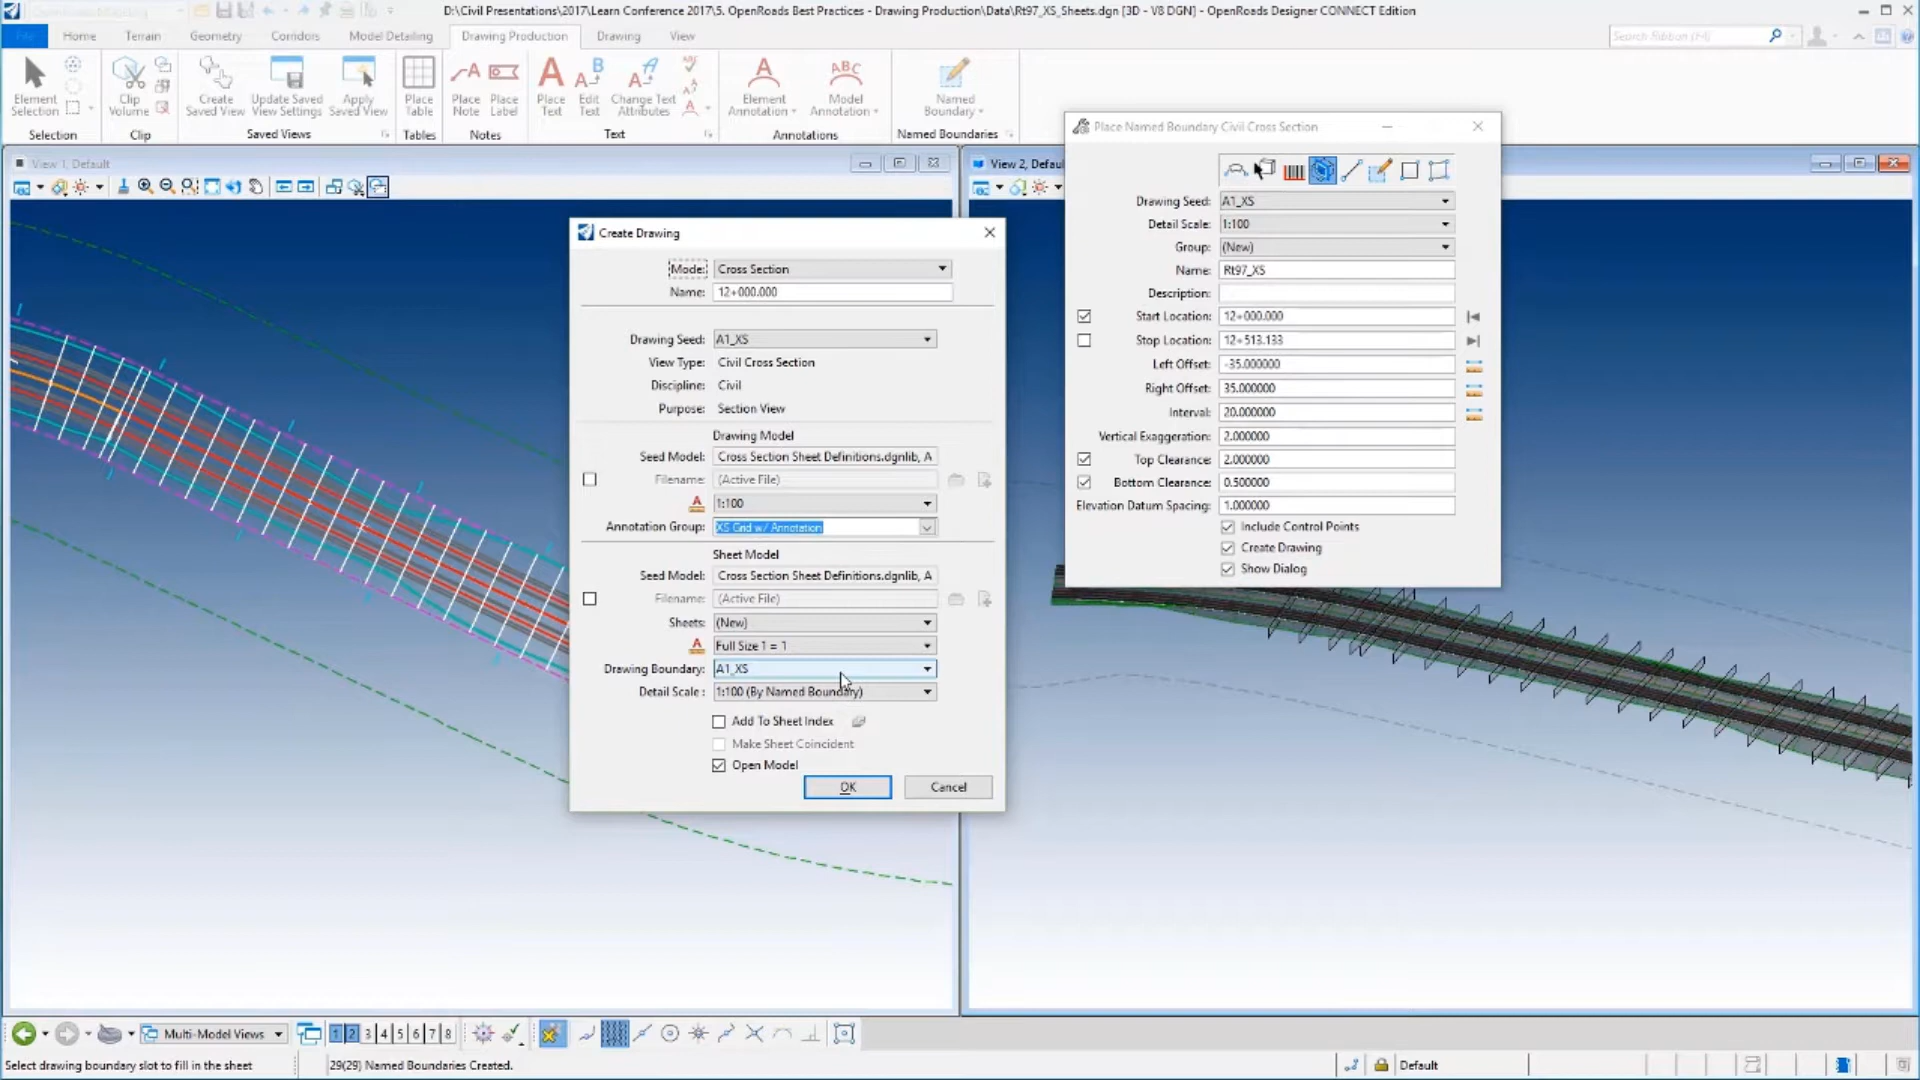 D:\Civil Presentations\2017\Learn Conference 2017\5. OpenRoads Best Practices - Drawing Production\Data\Rt97_XS_Sheets.dgn [3D - V8 DGN] - OpenRoads Designer CONNECT Edition
File Home Terrain Geometry Corridors Model Detailing Drawing Production Drawing View
Search Ribbon (F4)
Element Selection
Clip Volume
Create Saved View
Update Saved View Settings
Apply Saved View
Place Table
Place Note
Place Label
Place Text
Edit Text
Change Text Attributes
Element Annotation
Model Annotation
Named Boundary
Selection Clip Saved Views Tables Notes Text Annotations Named Boundaries
View 1, Default
View 2, Defau
Create Drawing
Mode: Cross Section
Name: 12+000.000
Drawing Seed: A1_XS
View Type: Civil Cross Section
Discipline: Civil
Purpose: Section View
Drawing Model
Seed Model: Cross Section Sheet Definitions.dgnlib, A
Filename: (Active File)
1:100
Annotation Group: XS Grid w/ Annotation
Sheet Model
Seed Model: Cross Section Sheet Definitions.dgnlib, A
Filename: (Active File)
Sheets: (New)
Full Size 1 = 1
Drawing Boundary: A1_XS
Detail Scale : 1:100 (By Named Boundary)
Add To Sheet Index
Make Sheet Coincident
Open Model
OK Cancel
Place Named Boundary Civil Cross Section
Drawing Seed: A1_XS
Detail Scale: 1:100
Group: (New)
Name: Rt97_XS
Description:
Start Location: 12+000.000
Stop Location: 12+513.133
Left Offset: -35.000000
Right Offset: 35.000000
Interval: 20.000000
Vertical Exaggeration: 2.000000
Top Clearance: 2.000000
Bottom Clearance: 0.500000
Elevation Datum Spacing: 1.000000
Include Control Points
Create Drawing
Show Dialog
Multi-Model Views 1 2 3 4 5 6 7 8
Select drawing boundary slot to fill in the sheet
29(29) Named Boundaries Created.
Default